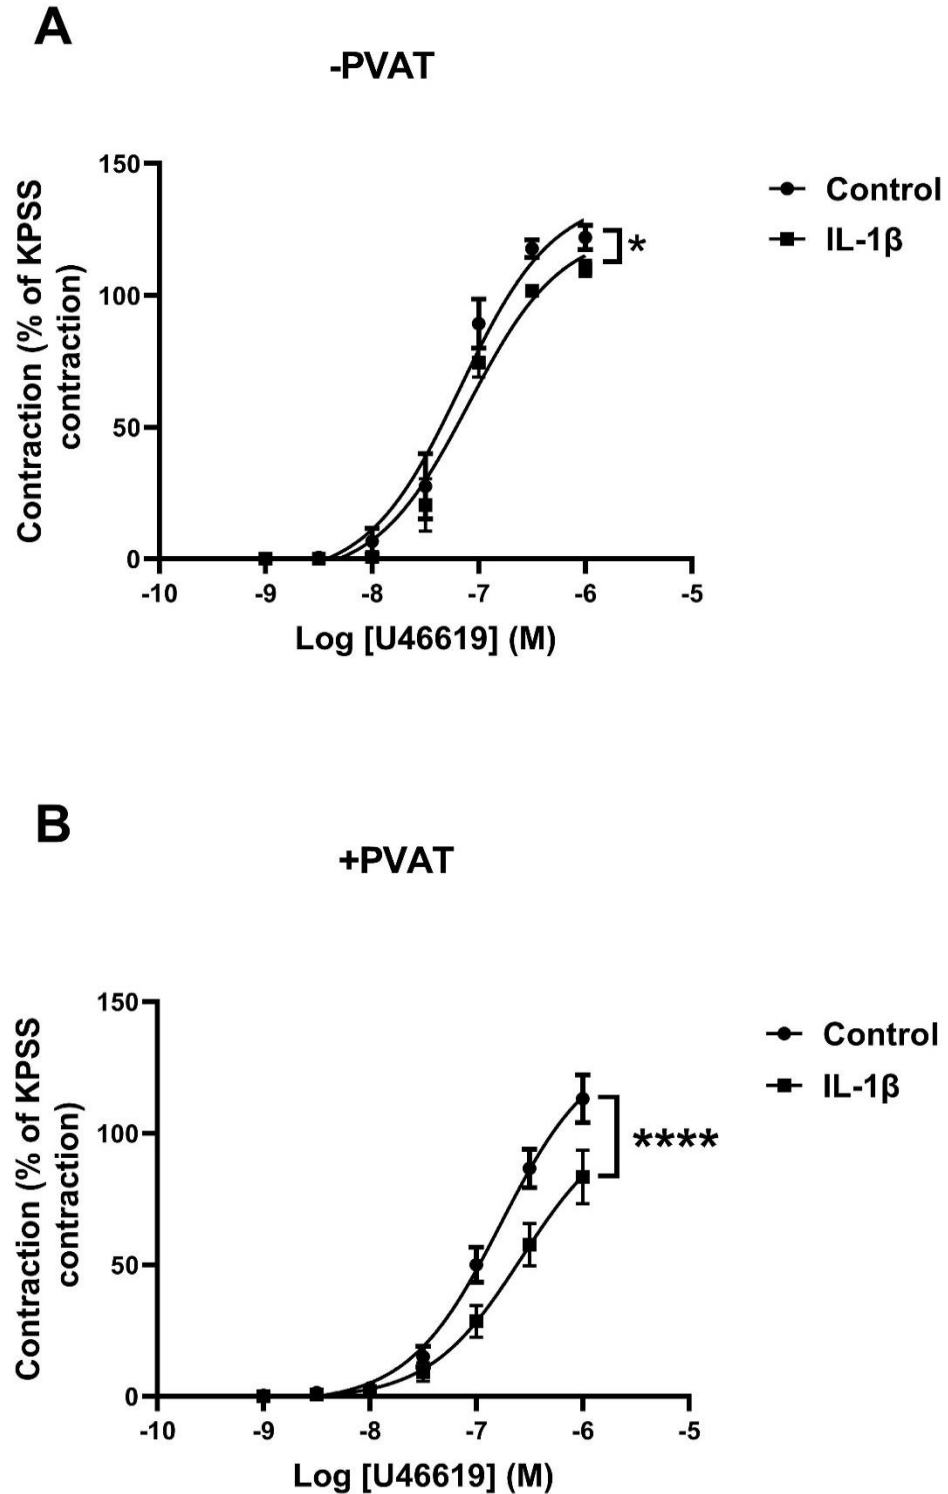 A
-PVAT
Contraction (% of KPSS
contraction)
150
100
50
0
-10
-9
-8
-7
-6
-5
Log [U46619] (M)
Control
IL-1β
*
B
+PVAT
Contraction (% of KPSS
contraction)
150
100
50
0
-10
-9
-8
-7
-6
-5
Log [U46619] (M)
Control
IL-1β
****